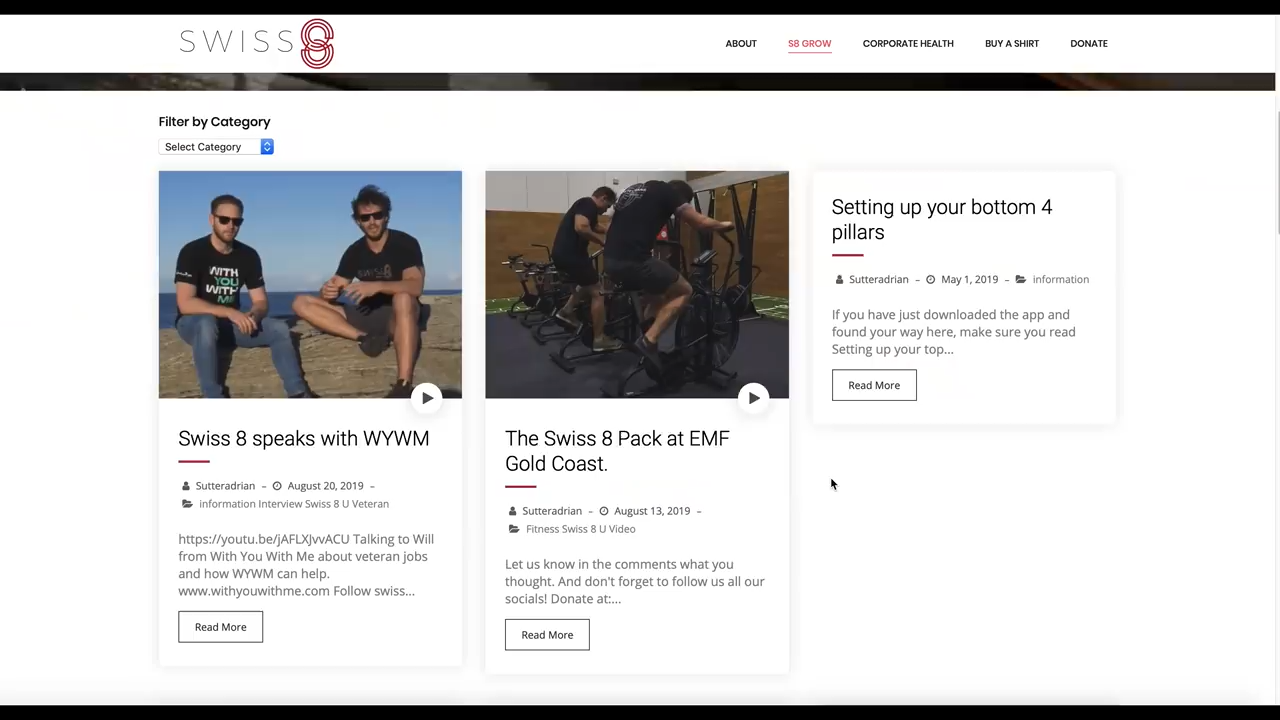 SWISS8
ABOUT
S8 GROW
CORPORATE HEALTH
BUY A SHIRT
DONATE
Filter by Category
Select Category
WITH
YOU
WITH
ME
Swiss 8 speaks with WYWM
Sutteradrian – August 20, 2019 –
information Interview Swiss 8 U Veteran
https://youtu.be/jAFLXJvvACU Talking to Will
from With You With Me about veteran jobs
and how WYWM can help.
www.withyouwithme.com Follow swiss...
Read More
The Swiss 8 Pack at EMF
Gold Coast.
Sutteradrian – August 13, 2019 –
Fitness Swiss 8 U Video
Let us know in the comments what you
thought. And don't forget to follow us all our
socials! Donate at:...
Read More
Setting up your bottom 4
pillars
Sutteradrian – May 1, 2019 – information
If you have just downloaded the app and
found your way here, make sure you read
Setting up your top...
Read More